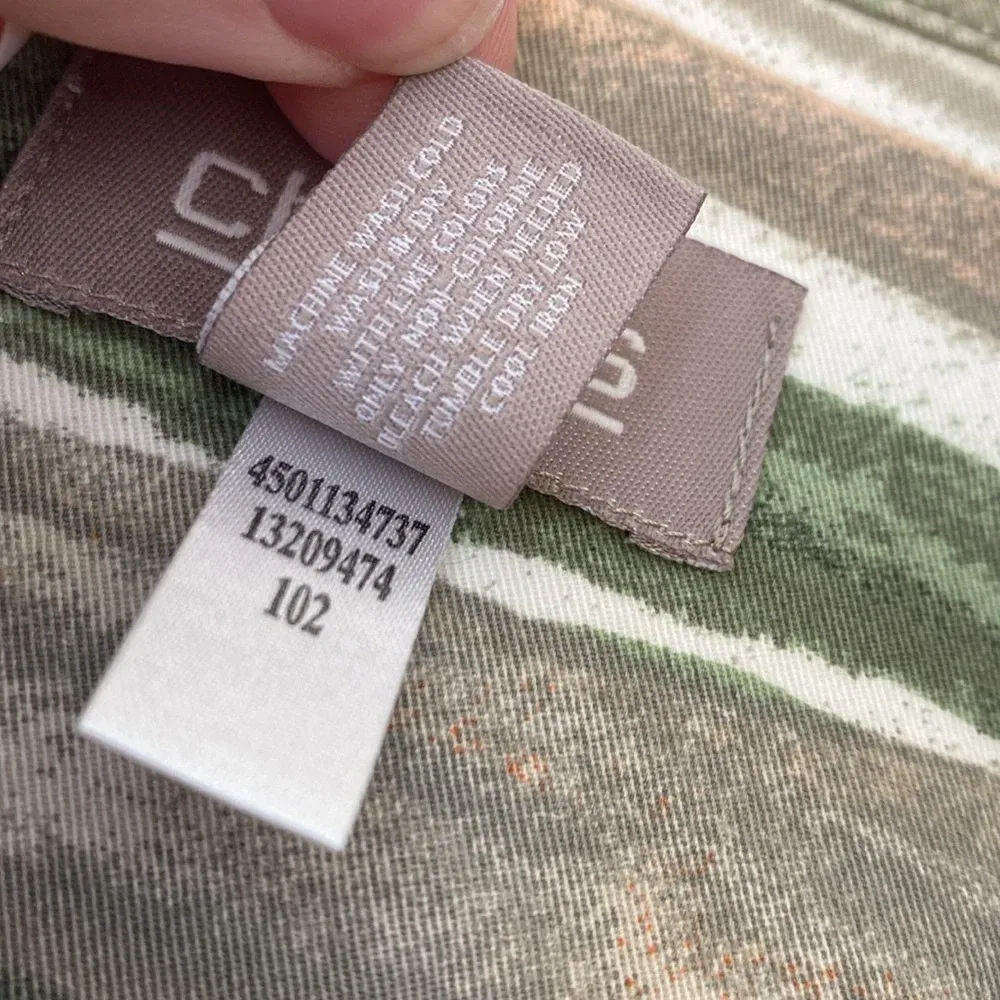 MACHINE WASH COLD
WASH & DRY
WITH LIKE COLORS
ONLY NON-CHLORINE
BLEACH WHEN NEEDED
TUMBLE DRY LOW
COOL IRON
4501134737
13209474
102